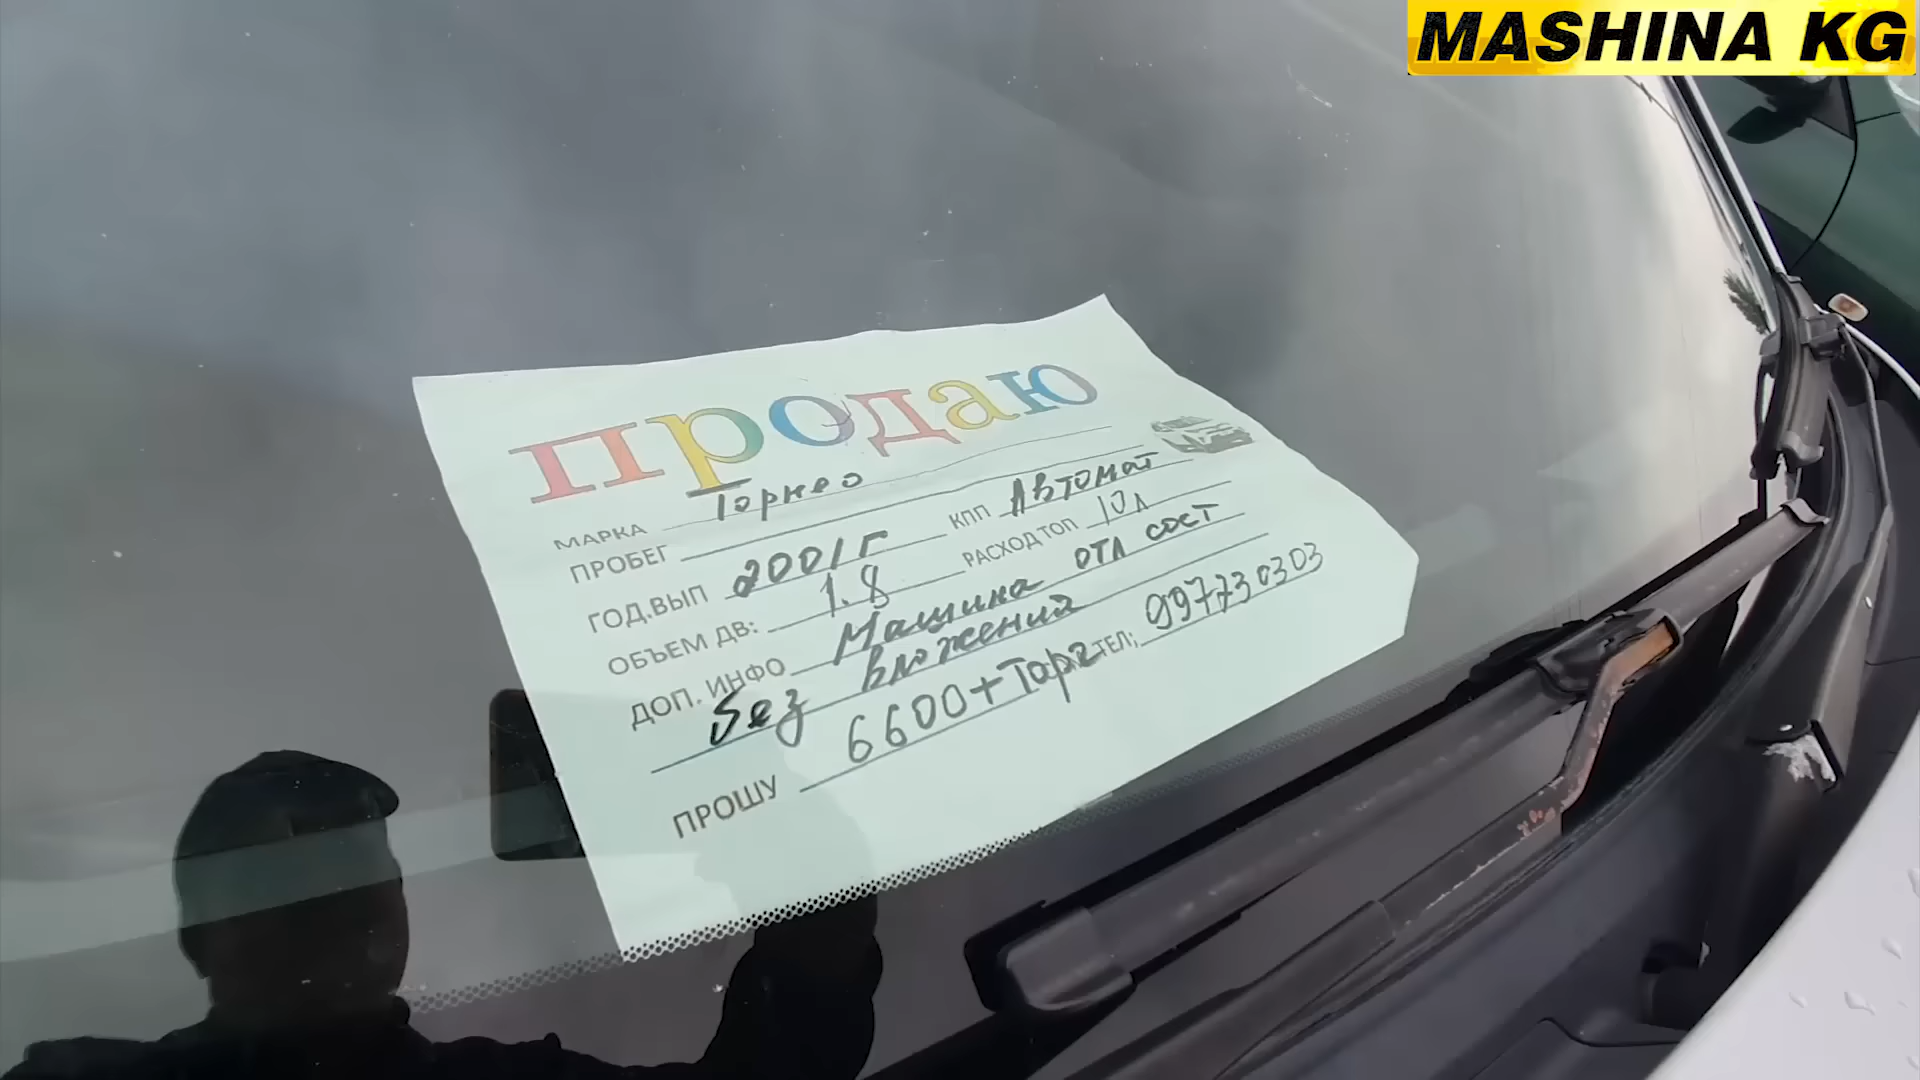 MASHINA KG
продаю
МАРКА Торнео
ПРОБЕГ
ГОД.ВЫП 2001г КПП Автомат
ОБЪЕМ ДВ: 1.8 РАСХОД ТОП 10л
ДОП. ИНФО Машина отл сост
без вложений
ПРОШУ 6600+Торг ТЕЛ; 997730303